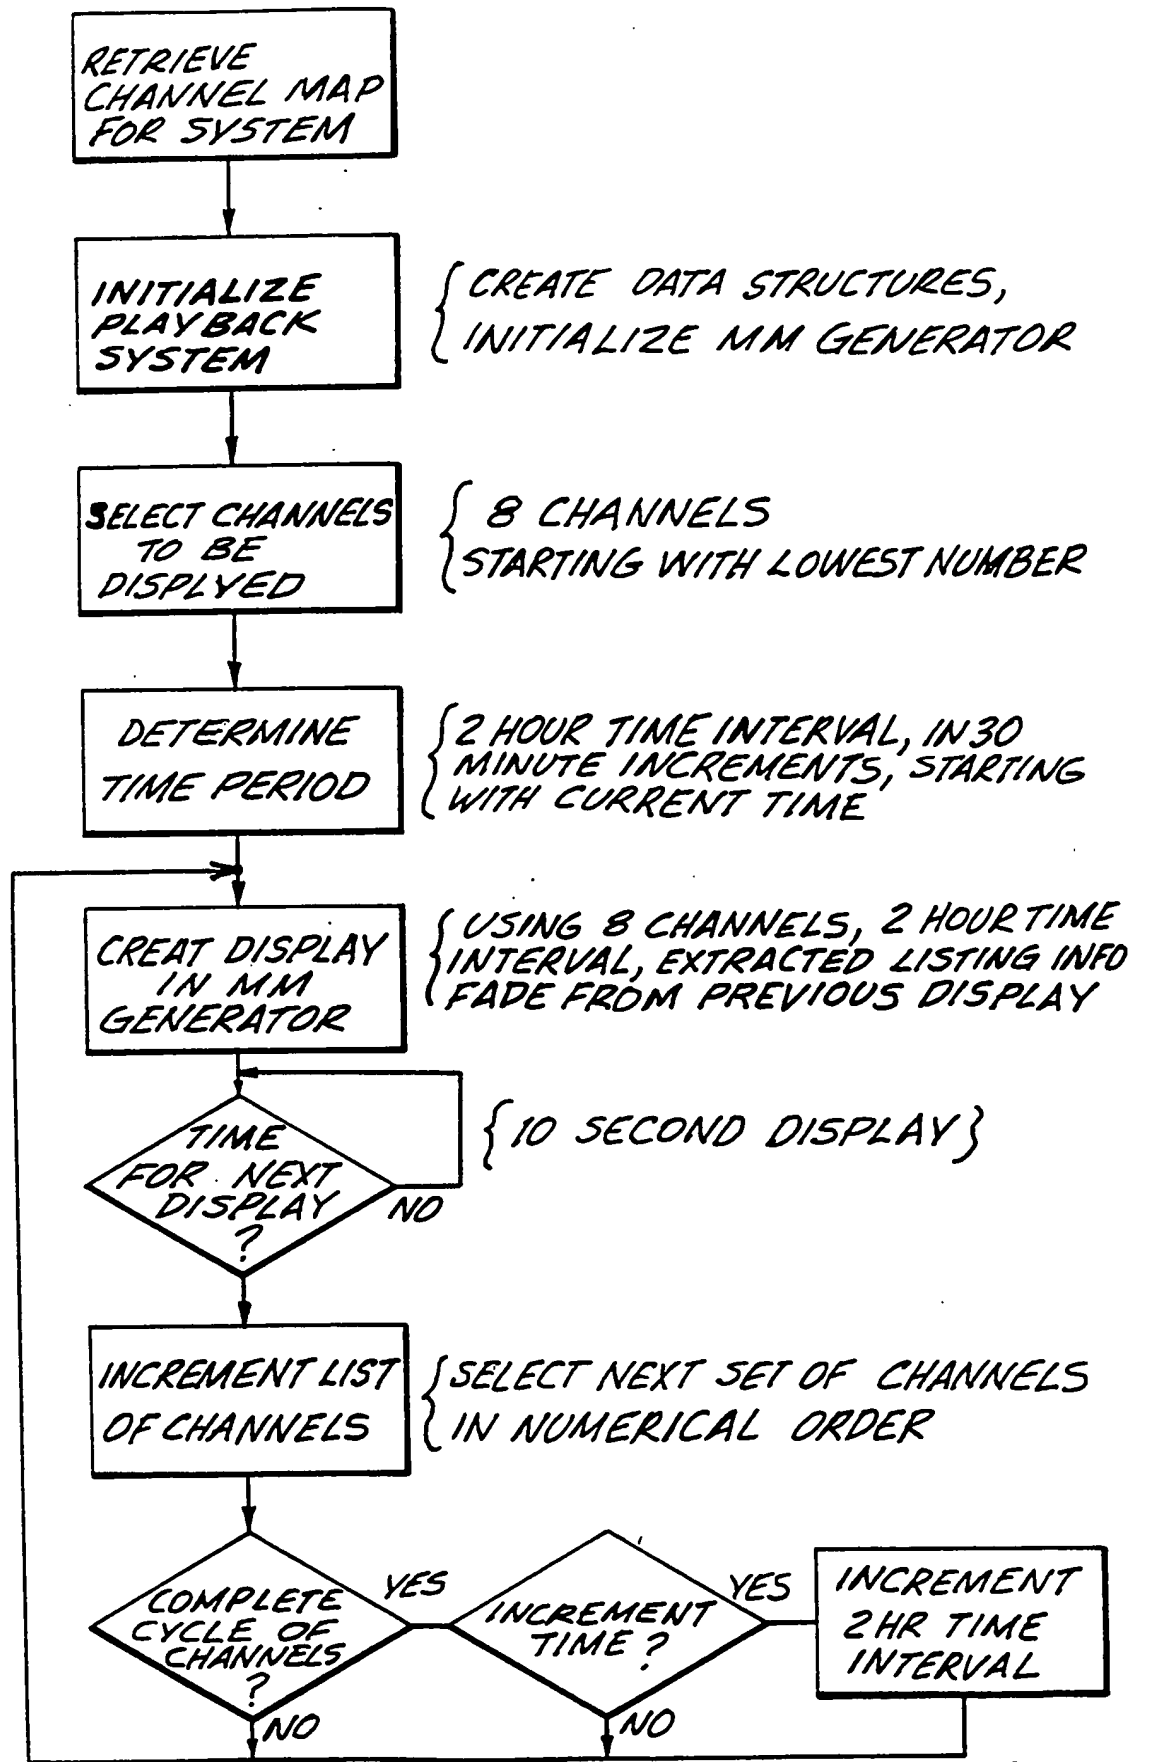 RETRIEVE
CHANNEL MAP
FOR SYSTEM
INITIALIZE
PLAYBACK
SYSTEM
{ CREATE DATA STRUCTURES,
INITIALIZE MM GENERATOR
SELECT CHANNELS
TO BE
DISPLYED
{ 8 CHANNELS
STARTING WITH LOWEST NUMBER
DETERMINE
TIME PERIOD
{ 2 HOUR TIME INTERVAL, IN 30
MINUTE INCREMENTS, STARTING
WITH CURRENT TIME
CREAT DISPLAY
IN MM
GENERATOR
{ USING 8 CHANNELS, 2 HOUR TIME
INTERVAL, EXTRACTED LISTING INFO
FADE FROM PREVIOUS DISPLAY
TIME
FOR NEXT
DISPLAY
?
NO
{ 10 SECOND DISPLAY }
INCREMENT LIST
OF CHANNELS
{ SELECT NEXT SET OF CHANNELS
IN NUMERICAL ORDER
COMPLETE
CYCLE OF
CHANNELS
?
YES
NO
INCREMENT
TIME ?
YES
NO
INCREMENT
2HR TIME
INTERVAL